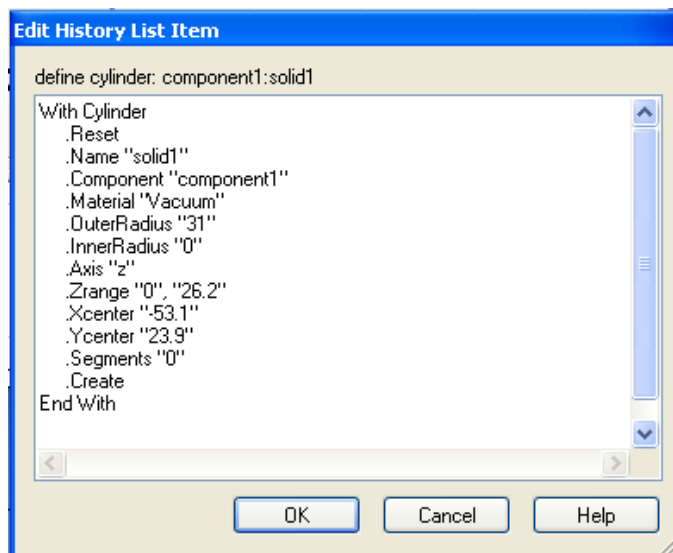 Edit History List Item
define cylinder: component1:solid1
With Cylinder
.Reset
.Name "solid1"
.Component "component1"
.Material "Vacuum"
.OuterRadius "31"
.InnerRadius "0"
.Axis "z"
.Zrange "0", "26.2"
.Xcenter "-53.1"
.Ycenter "23.9"
.Segments "0"
.Create
End With
OK Cancel Help